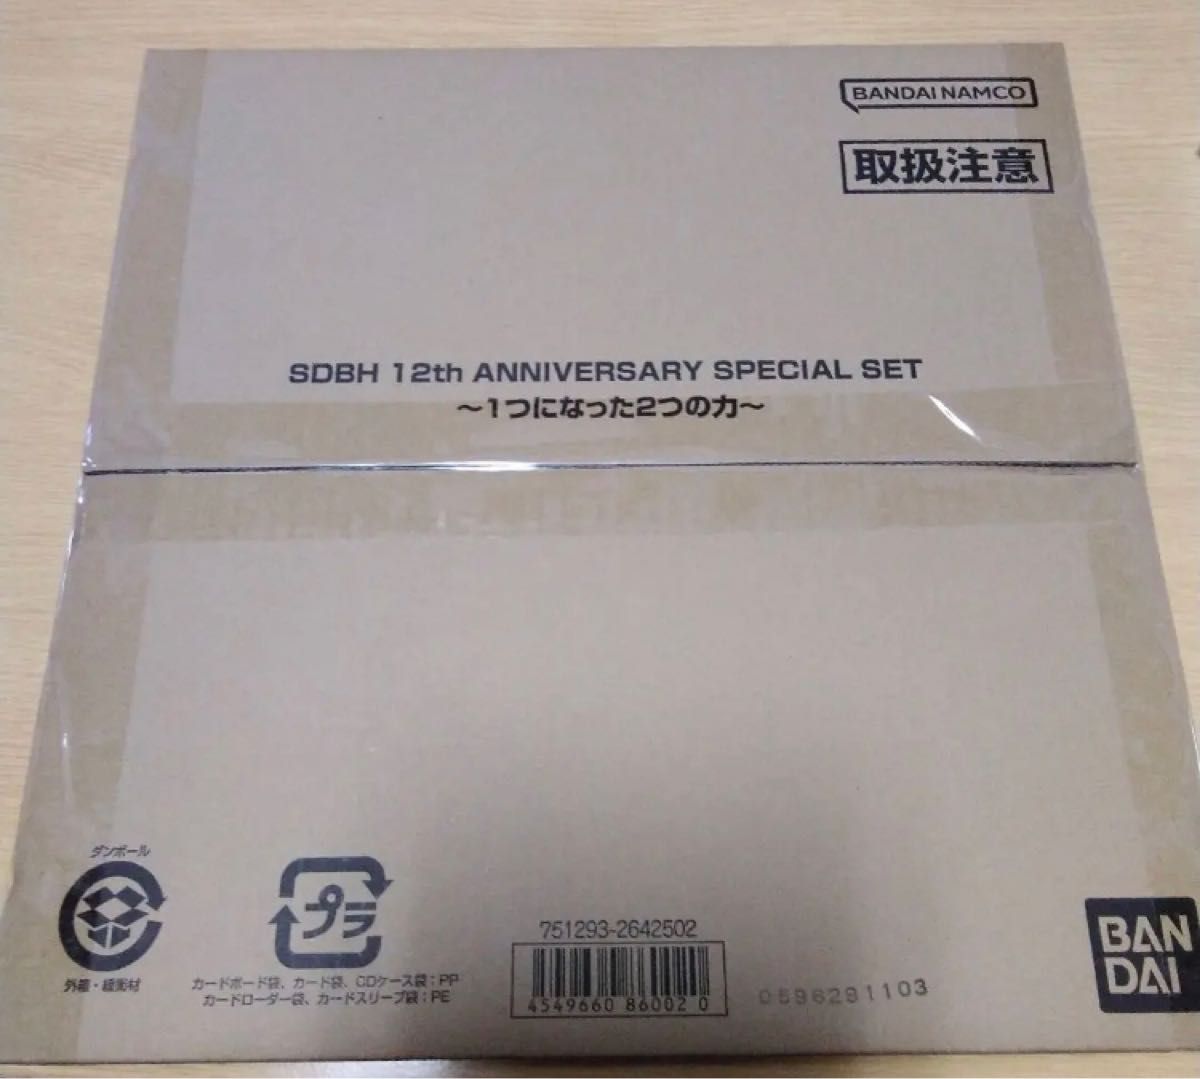 BANDAI NAMCO
取扱注意
SDBH 12th ANNIVERSARY SPECIAL SET
～1つになった2つの力～
ダンボール
外箱・緩衝材
プラ
カードボード袋、カード袋、CDケース袋：PP
カードローダー袋、カードスリーブ袋：PE
751293-2642502
4549660 86002 0
0596291103
BAN
DAI